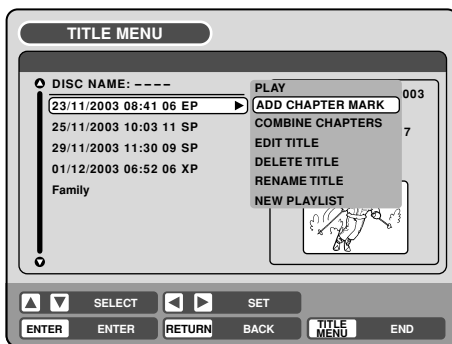 TITLE MENU
DISC NAME: – – – –
23/11/2003 08:41 06 EP
25/11/2003 10:03 11 SP
29/11/2003 11:30 09 SP
01/12/2003 06:52 06 XP
Family
PLAY
ADD CHAPTER MARK
COMBINE CHAPTERS
EDIT TITLE
DELETE TITLE
RENAME TITLE
NEW PLAYLIST
003
7
SELECT SET
ENTER ENTER RETURN BACK TITLE MENU END